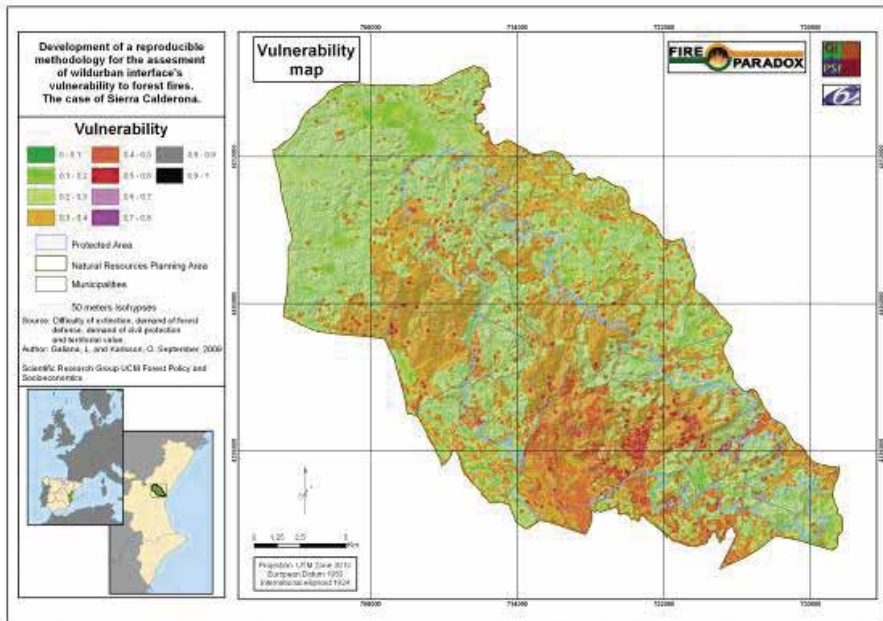 Development of a reproducible
methodology for the assesment
of wildurban interface's
vulnerability to forest fires.
The case of Sierra Calderona.
Vulnerability
0 - 0.1
0.1 - 0.2
0.2 - 0.3
0.3 - 0.4
0.4 - 0.5
0.5 - 0.6
0.6 - 0.7
0.7 - 0.8
0.8 - 0.9
0.9 - 1
Protected Area
Natural Resources Planning Area
Municipalities
50 meters Isohypses
Source: Difficulty of extinction, demand of forest
defense, demand of civil protection
and territorial value.
Author: Galiana, L. and Karlsson, O. September, 2009
Scientific Research Group UCM Forest Policy and
Socioeconomics
Vulnerability
map
FIRE
PARADOX
0 1,25 2,5 5
Km
Projection: UTM Zone 30 N
European Datum 1950
International ellipsoid 1924